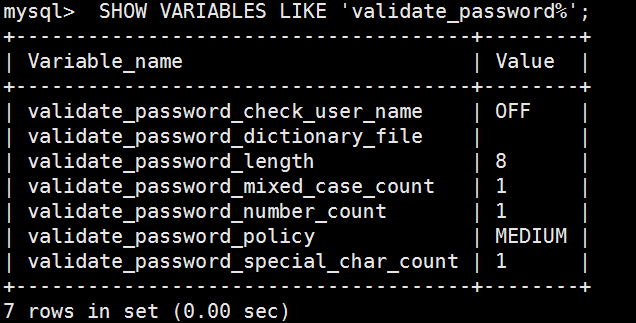 mysql>  SHOW VARIABLES LIKE 'validate_password%';
+--------------------------------------+--------+
| Variable_name                        | Value  |
+--------------------------------------+--------+
| validate_password_check_user_name    | OFF    |
| validate_password_dictionary_file    |        |
| validate_password_length             | 8      |
| validate_password_mixed_case_count   | 1      |
| validate_password_number_count       | 1      |
| validate_password_policy             | MEDIUM |
| validate_password_special_char_count | 1      |
+--------------------------------------+--------+
7 rows in set (0.00 sec)